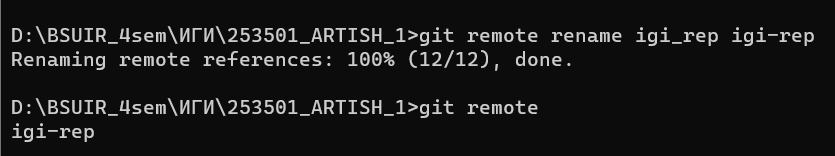 D:\BSUIR_4sem\ИГИ\253501_ARTISH_1>git remote rename igi_rep igi-rep
Renaming remote references: 100% (12/12), done.
D:\BSUIR_4sem\ИГИ\253501_ARTISH_1>git remote
igi-rep